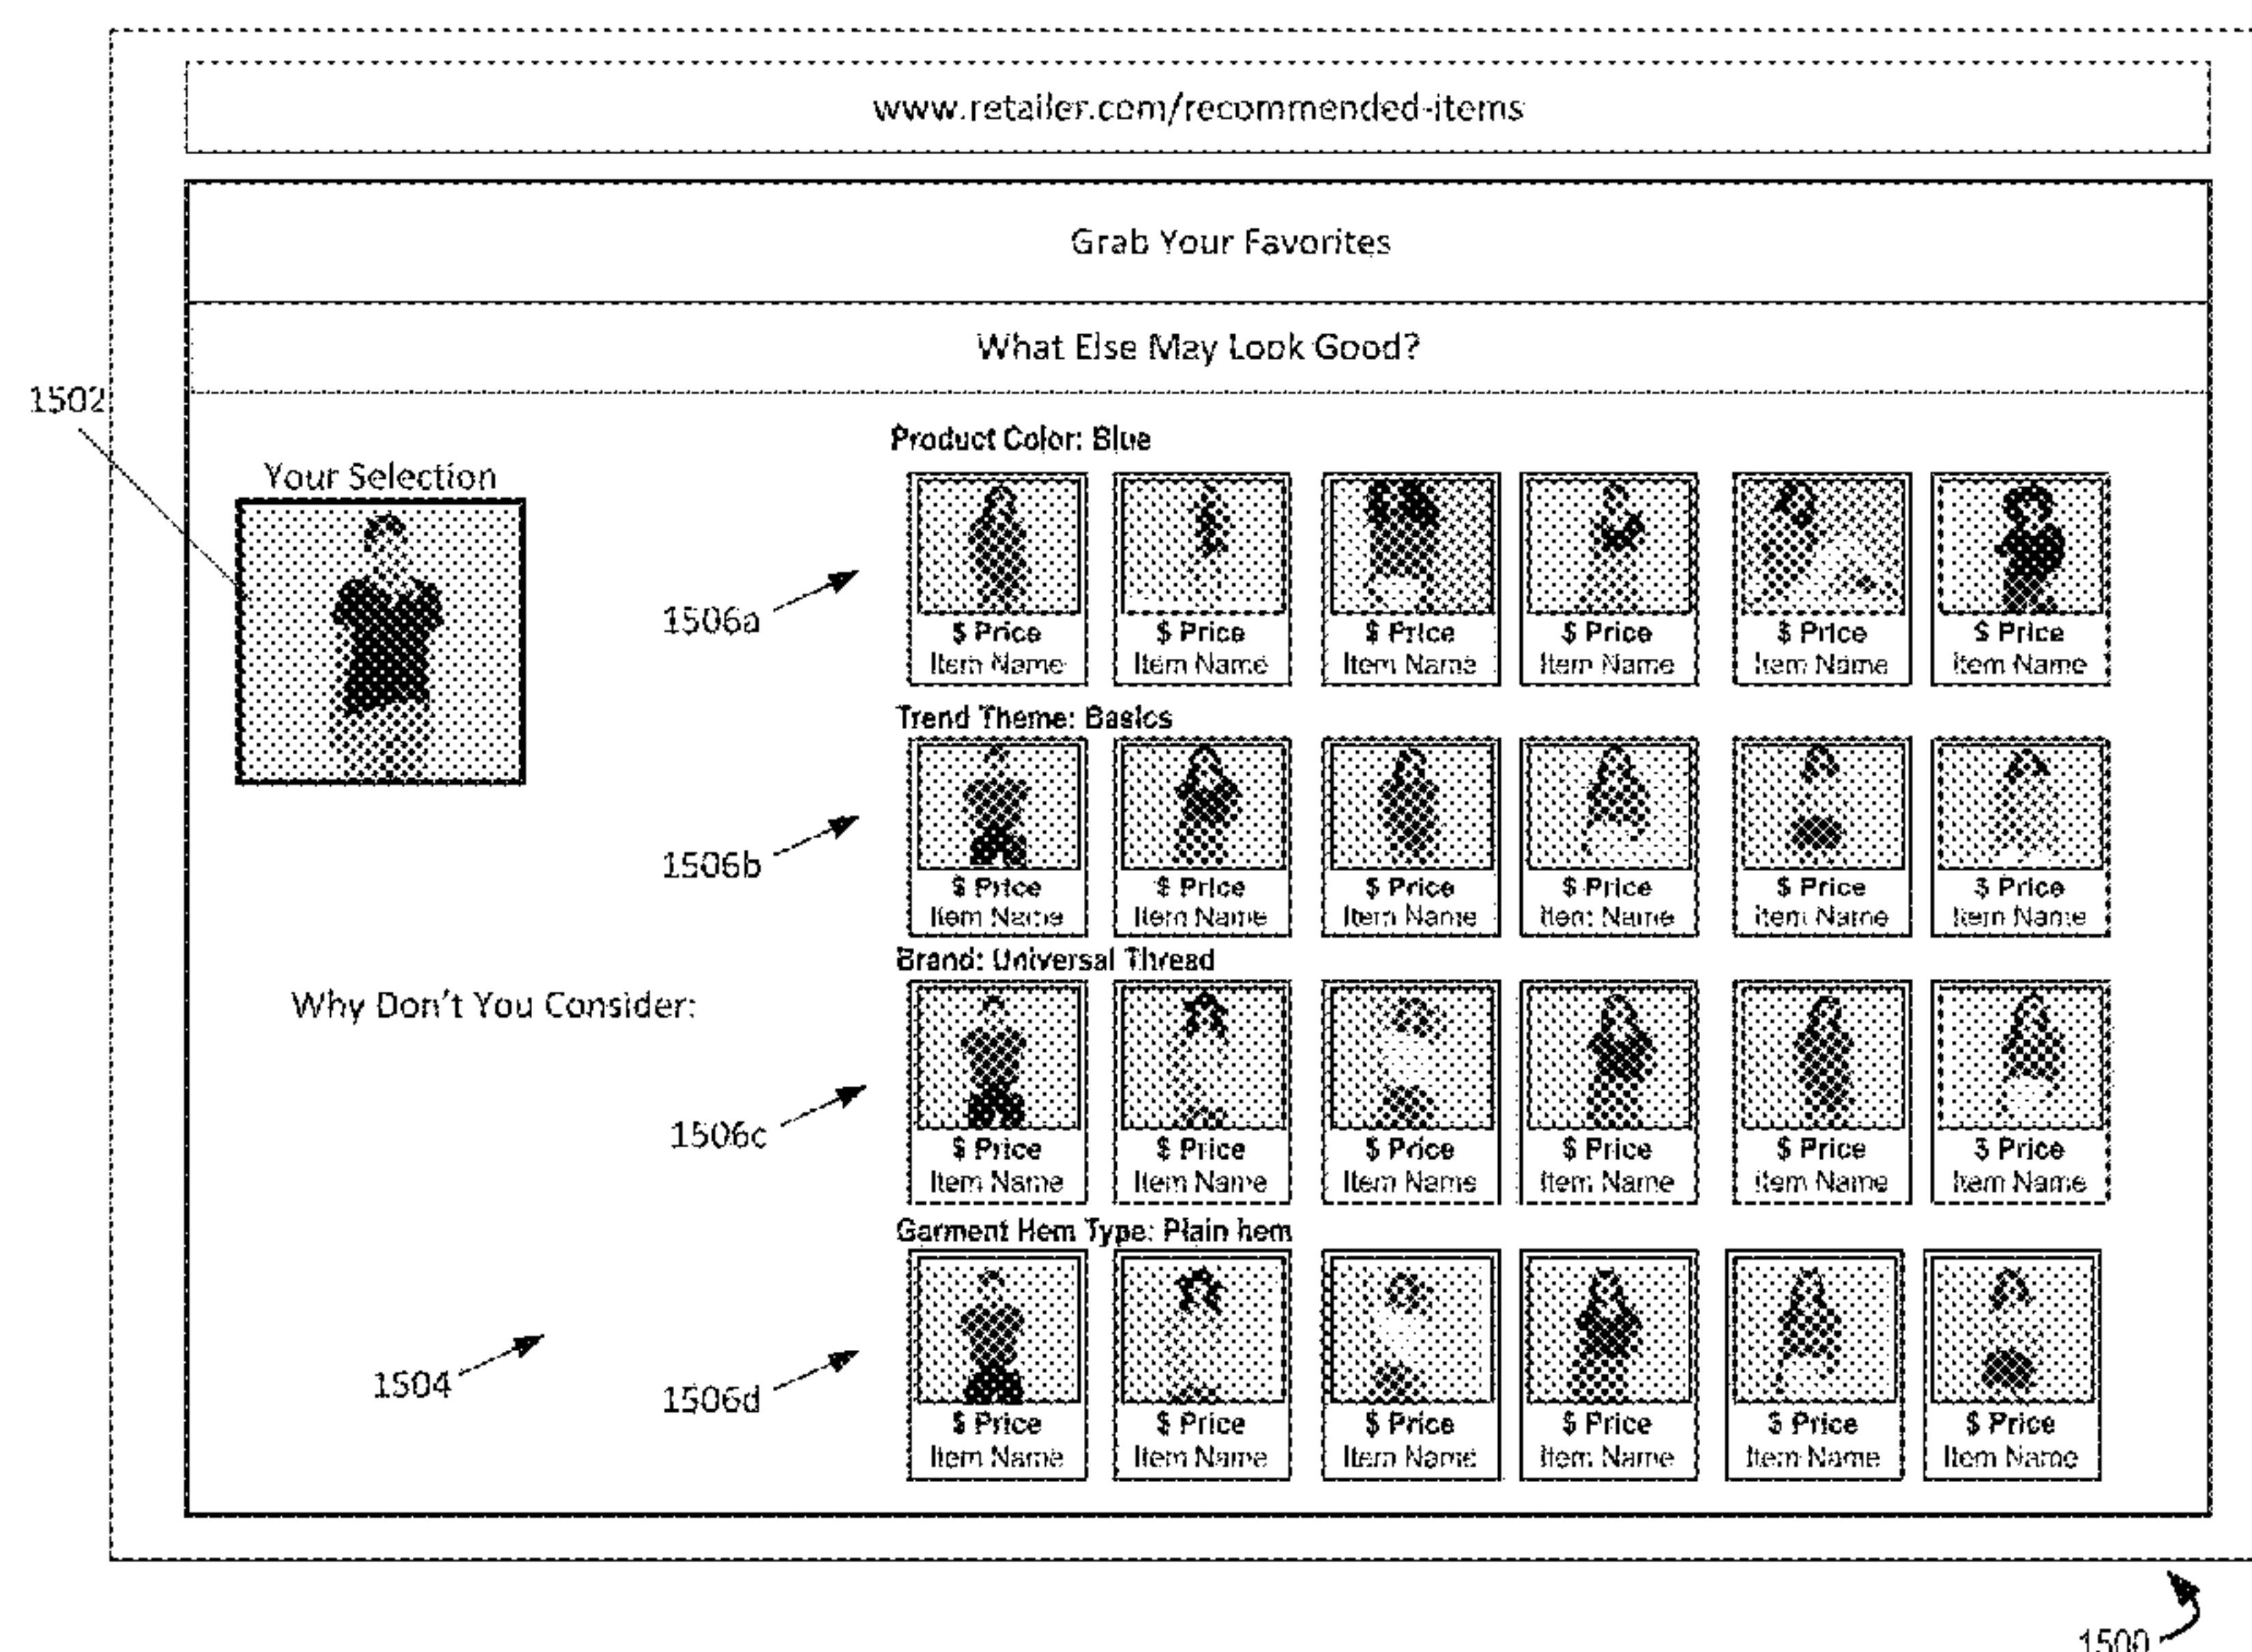 www.retailer.com/recommended-items
Grab Your Favorites
What Else May Look Good?
1502
Your Selection
Product Color: Blue
1506a
$ Price $ Price $ Price $ Price $ Price $ Price
Item Name Item Name Item Name Item Name Item Name Item Name
Trend Theme: Basics
1506b
$ Price $ Price $ Price $ Price $ Price $ Price
Item Name Item Name Item Name Item Name Item Name Item Name
Brand: Universal Thread
Why Don't You Consider:
1506c
$ Price $ Price $ Price $ Price $ Price $ Price
Item Name Item Name Item Name Item Name Item Name Item Name
Garment Hem Type: Plain hem
1504
1506d
$ Price $ Price $ Price $ Price $ Price $ Price
Item Name Item Name Item Name Item Name Item Name Item Name
1500